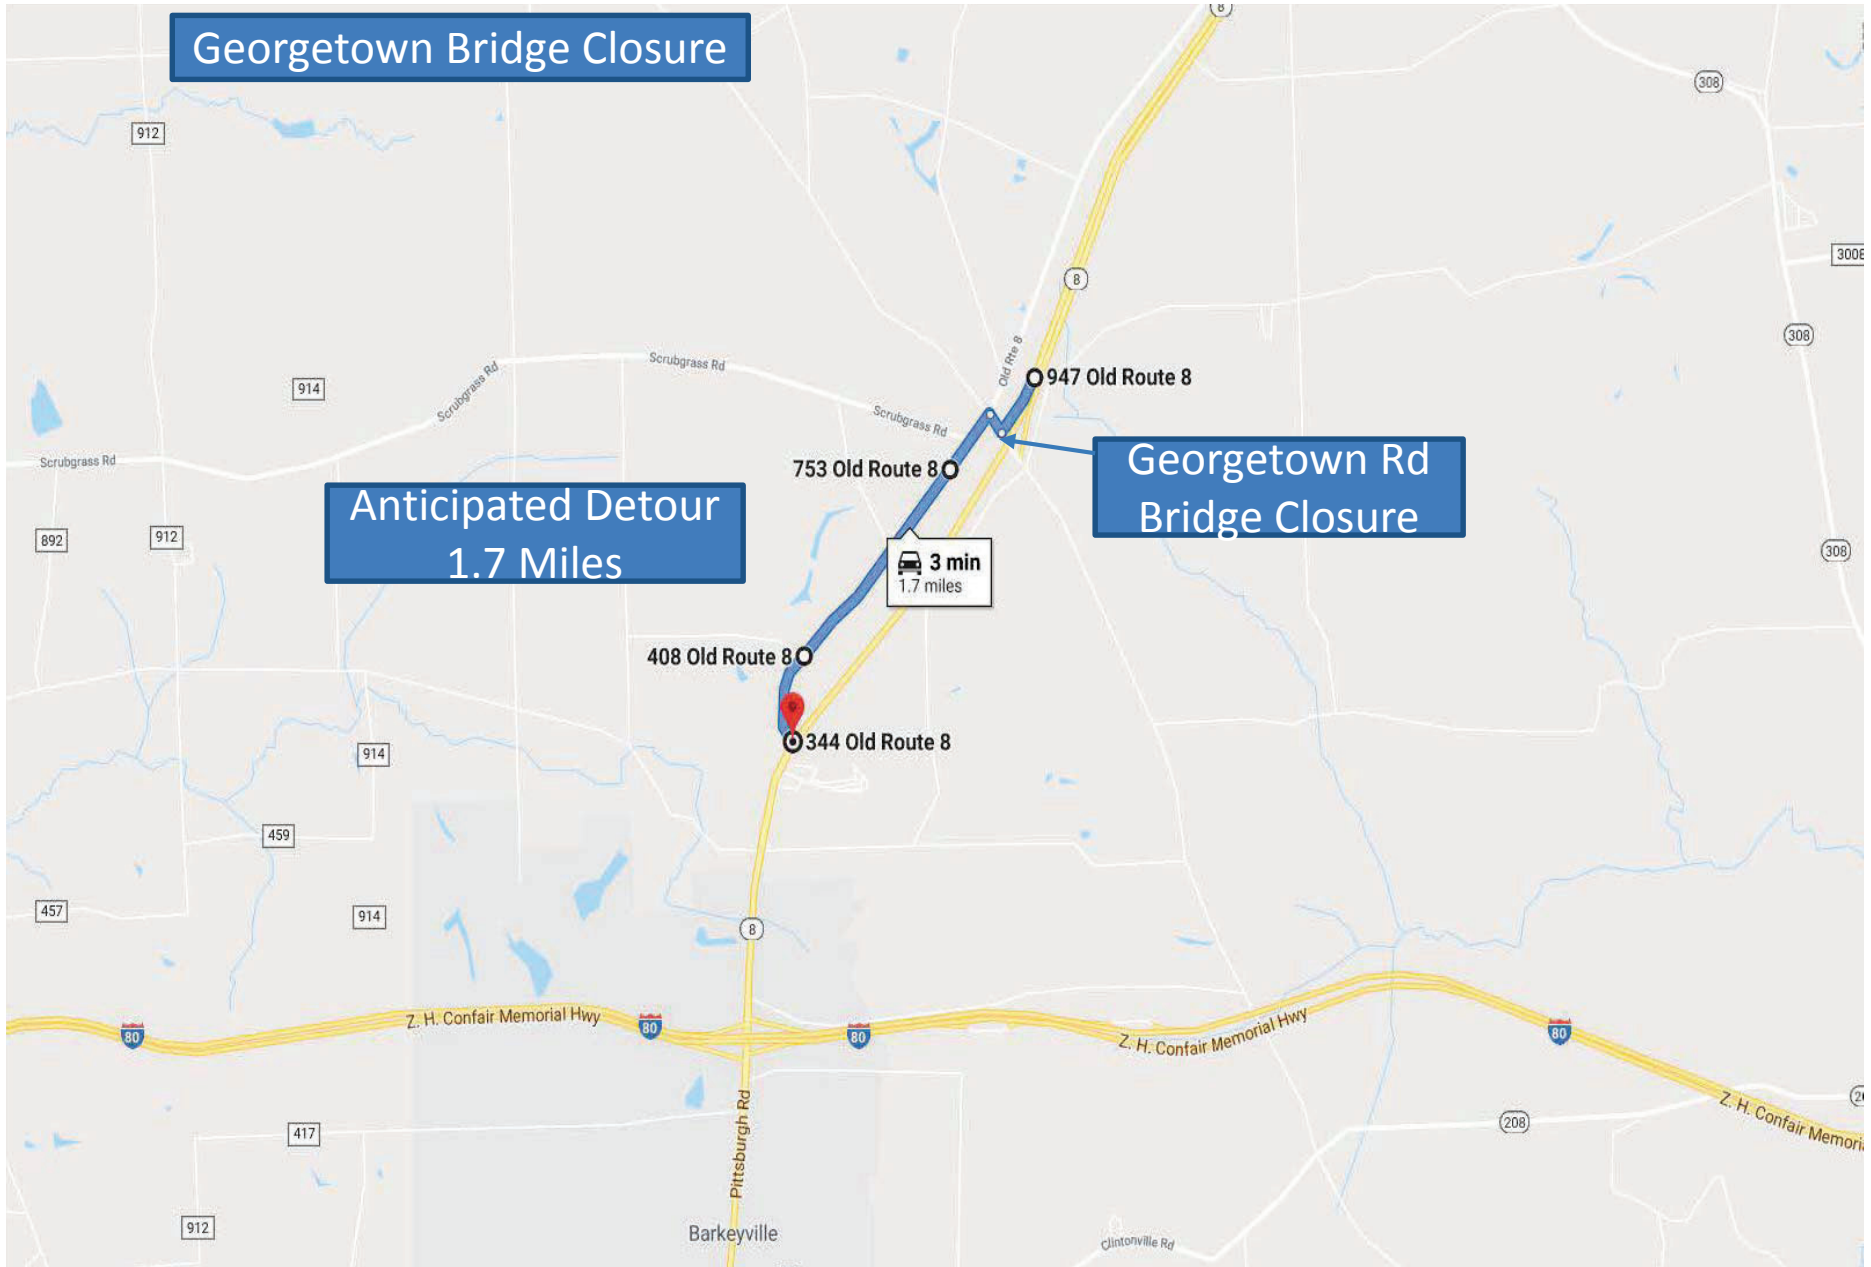 8
Georgetown Bridge Closure
308
912
3008
8
308
Old Rte 8
Scrubgrass Rd
947 Old Route 8
914
Scrubgrass Rd
Scrubgrass Rd
Scrubgrass Rd
753 Old Route 8
Georgetown Rd
Bridge Closure
Anticipated Detour
1.7 Miles
892
912
308
3 min
1.7 miles
408 Old Route 8
344 Old Route 8
914
459
457
914
8
Z. H. Confair Memorial Hwy
80
80
80
Z. H. Confair Memorial Hwy
80
Z. H. Confair Memoria
417
Pittsburgh Rd
208
912
Barkeyville
Clintonville Rd